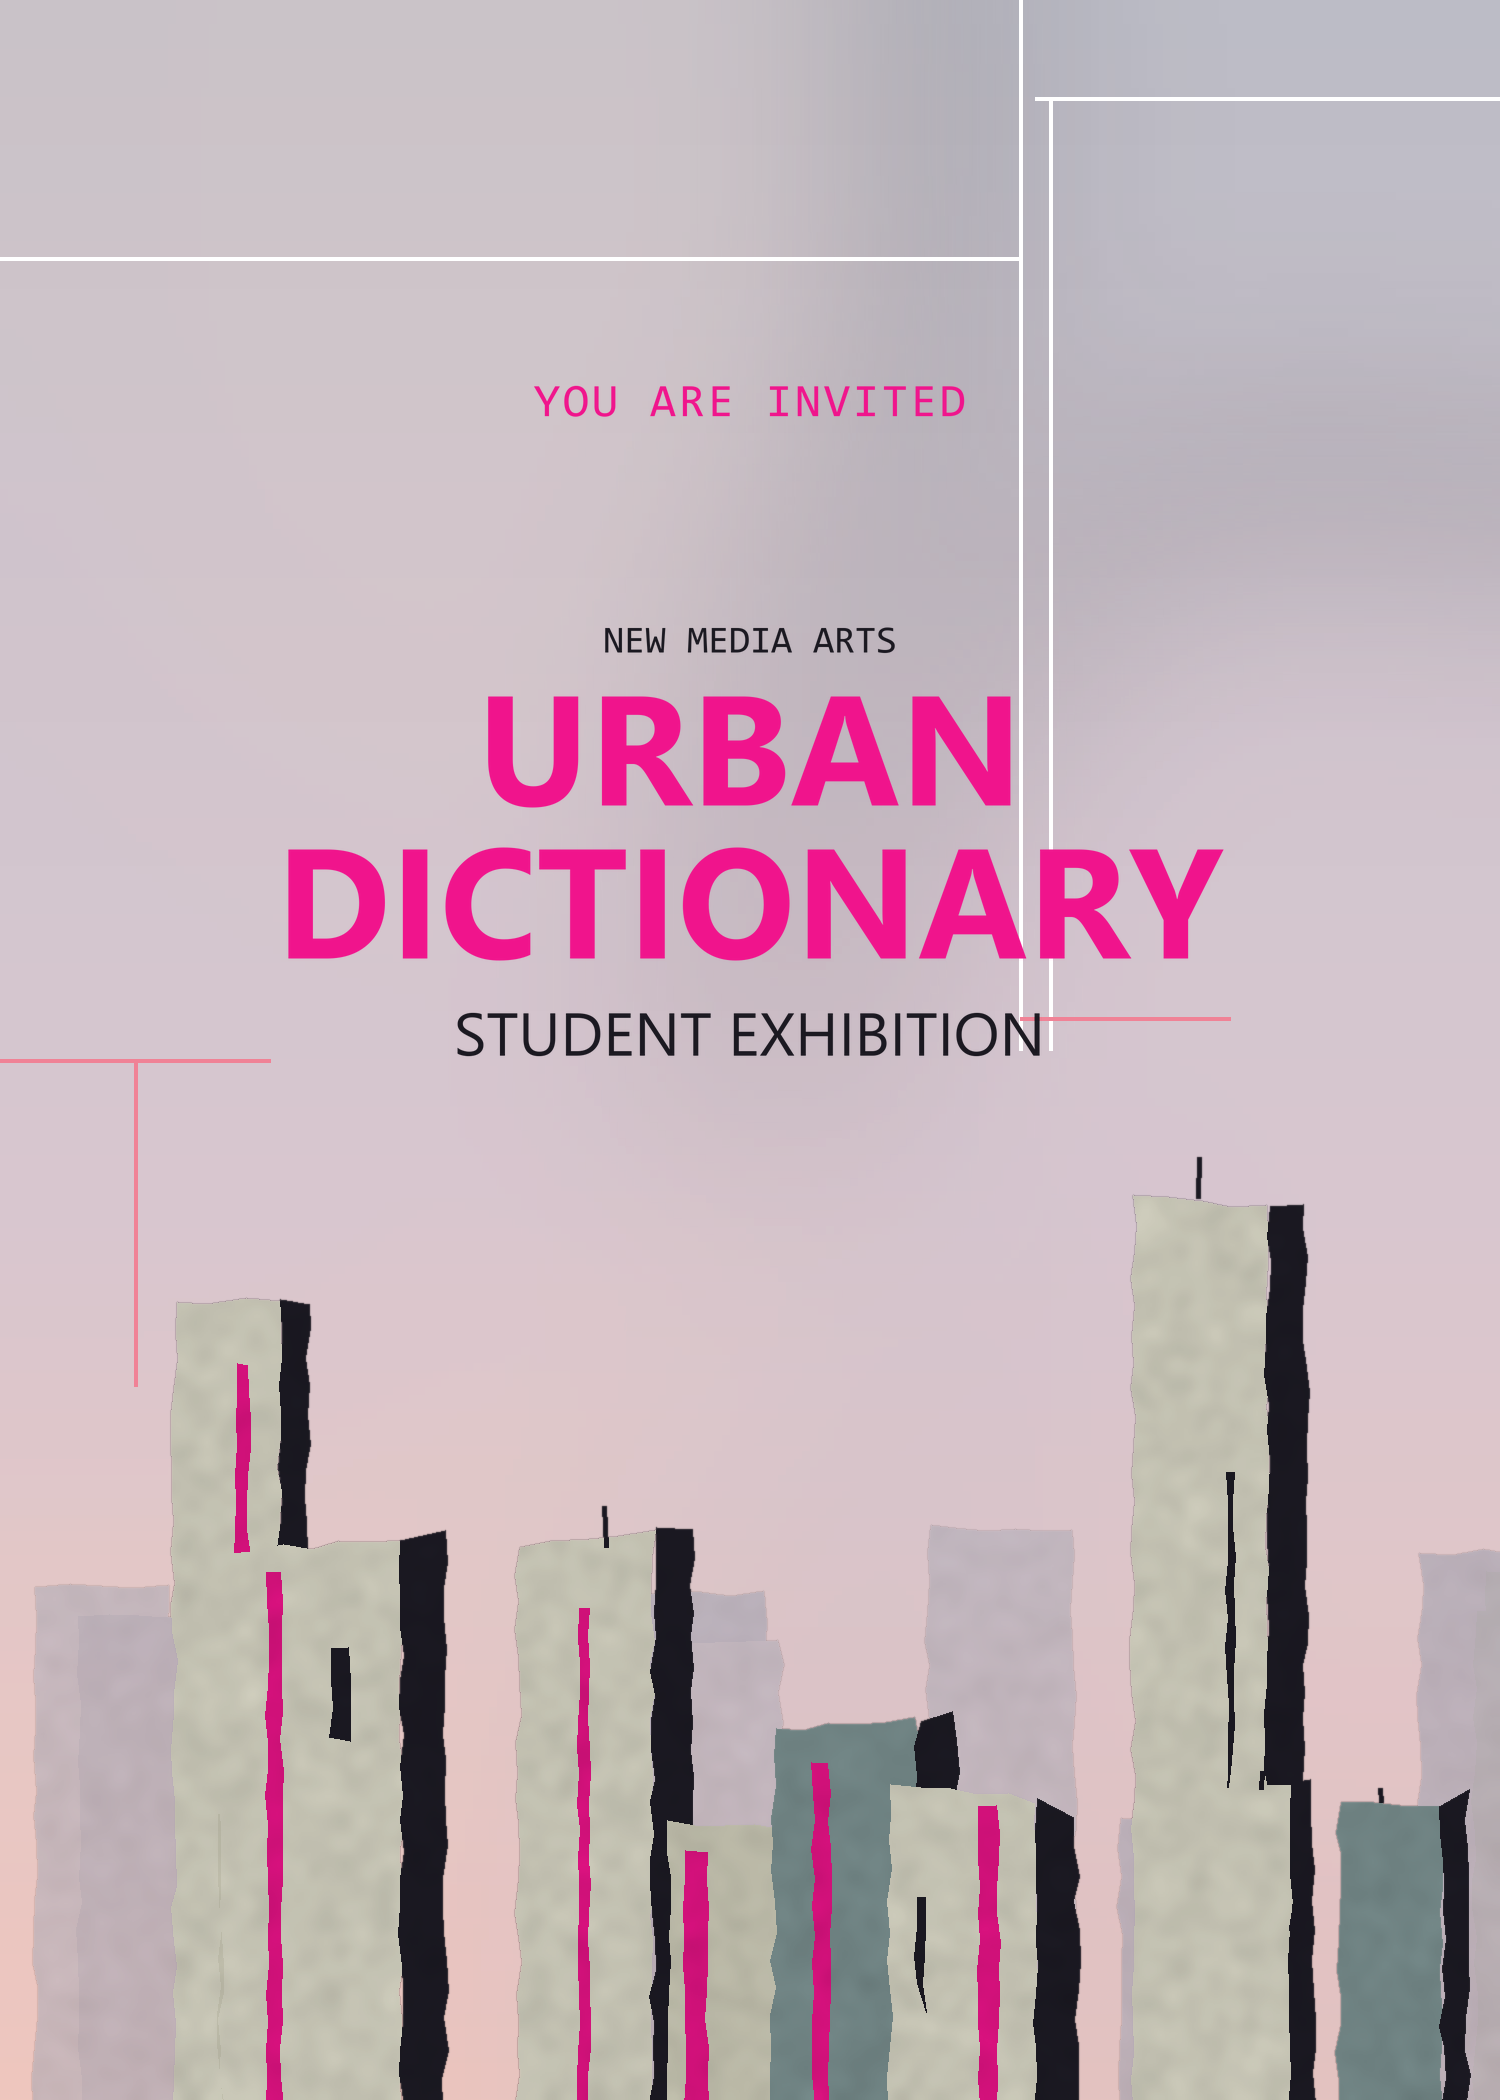 YOU ARE INVITED
NEW MEDIA ARTS
URBAN
DICTIONARY
STUDENT EXHIBITION